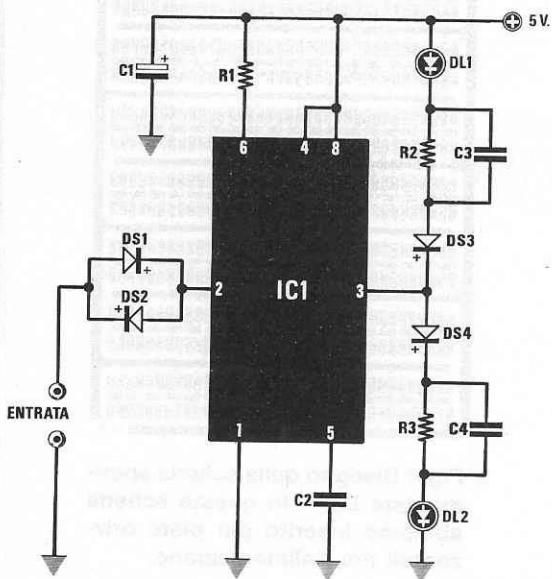 5 V.
C1
R1
DL1
R2
C3
6
4
8
DS1
DS2
DS3
2
IC1
3
DS4
ENTRATA
R3
C4
1
5
C2
DL2